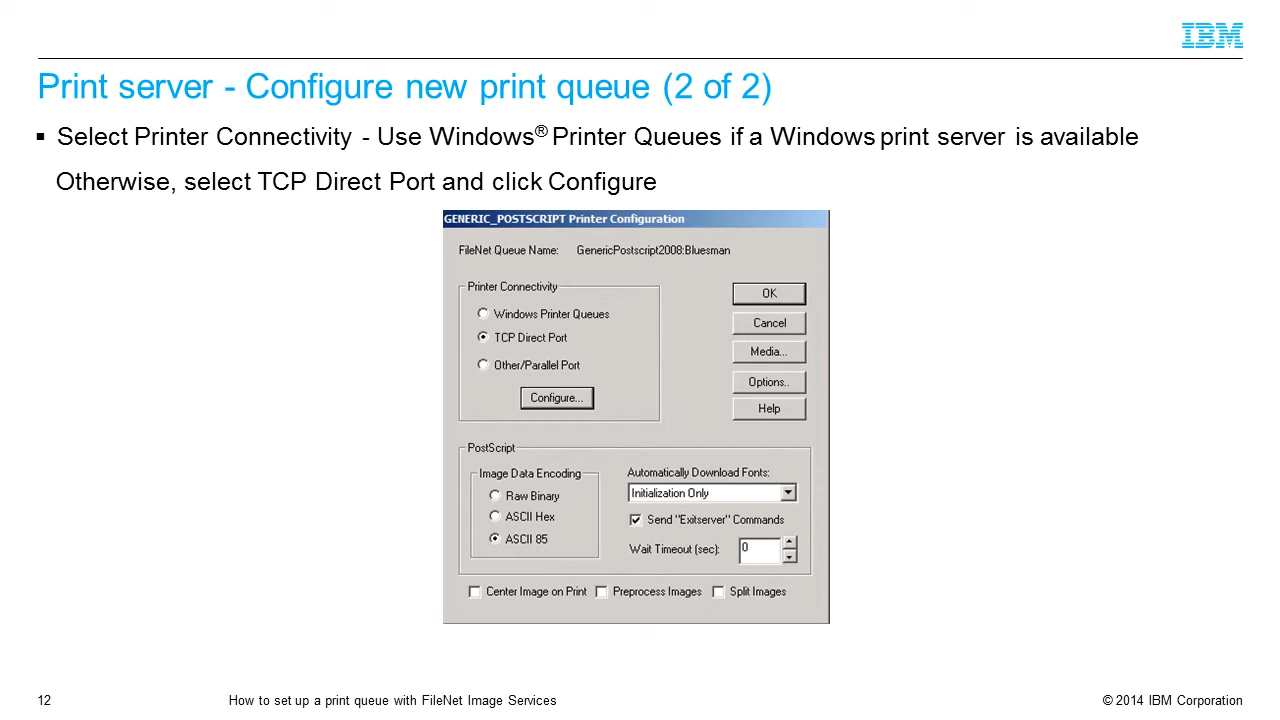 IBM
Print server - Configure new print queue (2 of 2)
▪ Select Printer Connectivity - Use Windows® Printer Queues if a Windows print server is available
Otherwise, select TCP Direct Port and click Configure
GENERIC_POSTSCRIPT Printer Configuration
FileNet Queue Name: GenericPostscript2008:Bluesman
Printer Connectivity
Windows Printer Queues
TCP Direct Port
Other/Parallel Port
Configure...
OK
Cancel
Media...
Options..
Help
PostScript
Image Data Encoding
Raw Binary
ASCII Hex
ASCII 85
Automatically Download Fonts:
Initialization Only
Send "Exitserver" Commands
Wait Timeout (sec): 0
Center Image on Print Preprocess Images Split Images
12 How to set up a print queue with FileNet Image Services © 2014 IBM Corporation